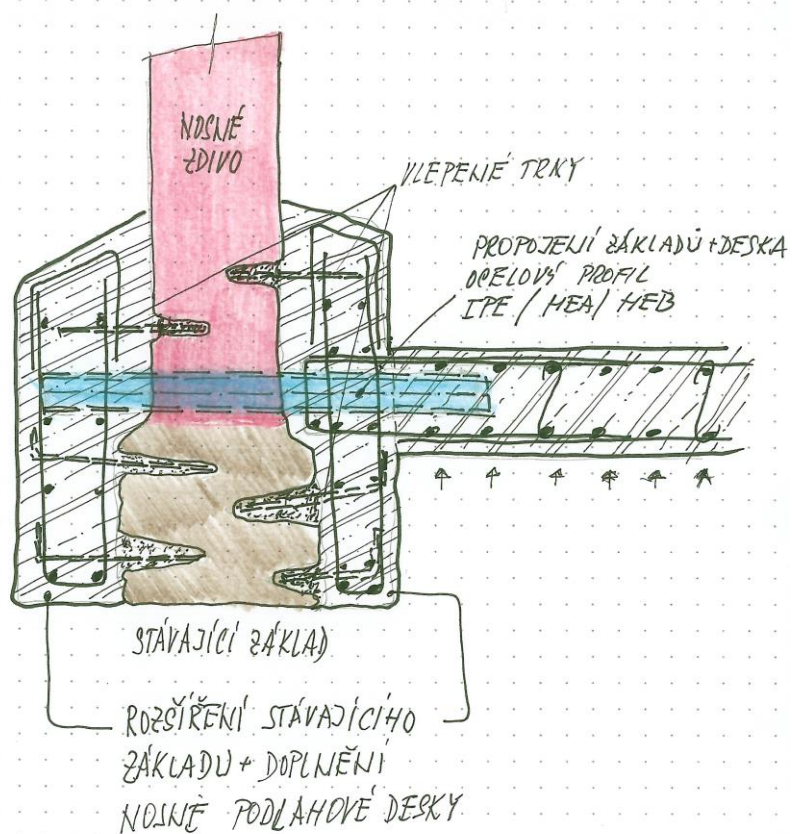 NOSNÉ
ZDIVO
VLEPENÉ TRNY
PROPOJENÍ ZÁKLADŮ+DESKA
OCELOVÝ PROFIL
IPE / HEA/ HEB
STÁVAJÍCÍ ZÁKLAD
ROZŠÍŘENÍ STÁVAJÍCÍHO
ZÁKLADU + DOPLNĚNÍ
NOSNÉ PODLAHOVÉ DESKY